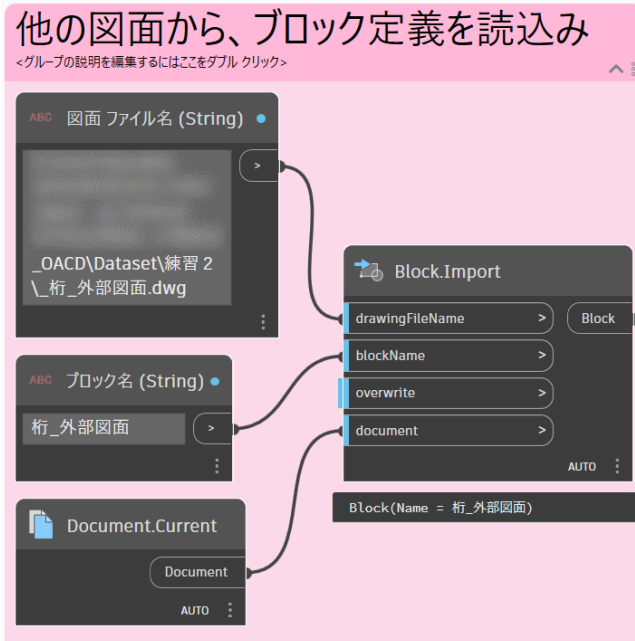 他の図面から、ブロック定義を読込み
<グループの説明を編集するにはここをダブル クリック>
ABC 図面 ファイル名 (String)
>
_OACD\Dataset\練習２
\_桁_外部図面.dwg
Block.Import
drawingFileName >
Block
blockName >
overwrite >
document >
AUTO
Block(Name = 桁_外部図面)
ABC ブロック名 (String)
桁_外部図面
>
Document.Current
Document
AUTO